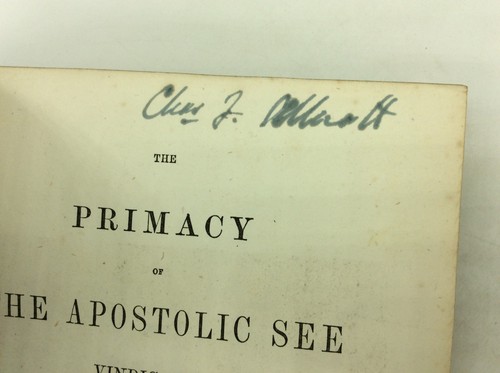 Chas J.
THE
PRIMACY
OF
HE APOSTOLIC SEE